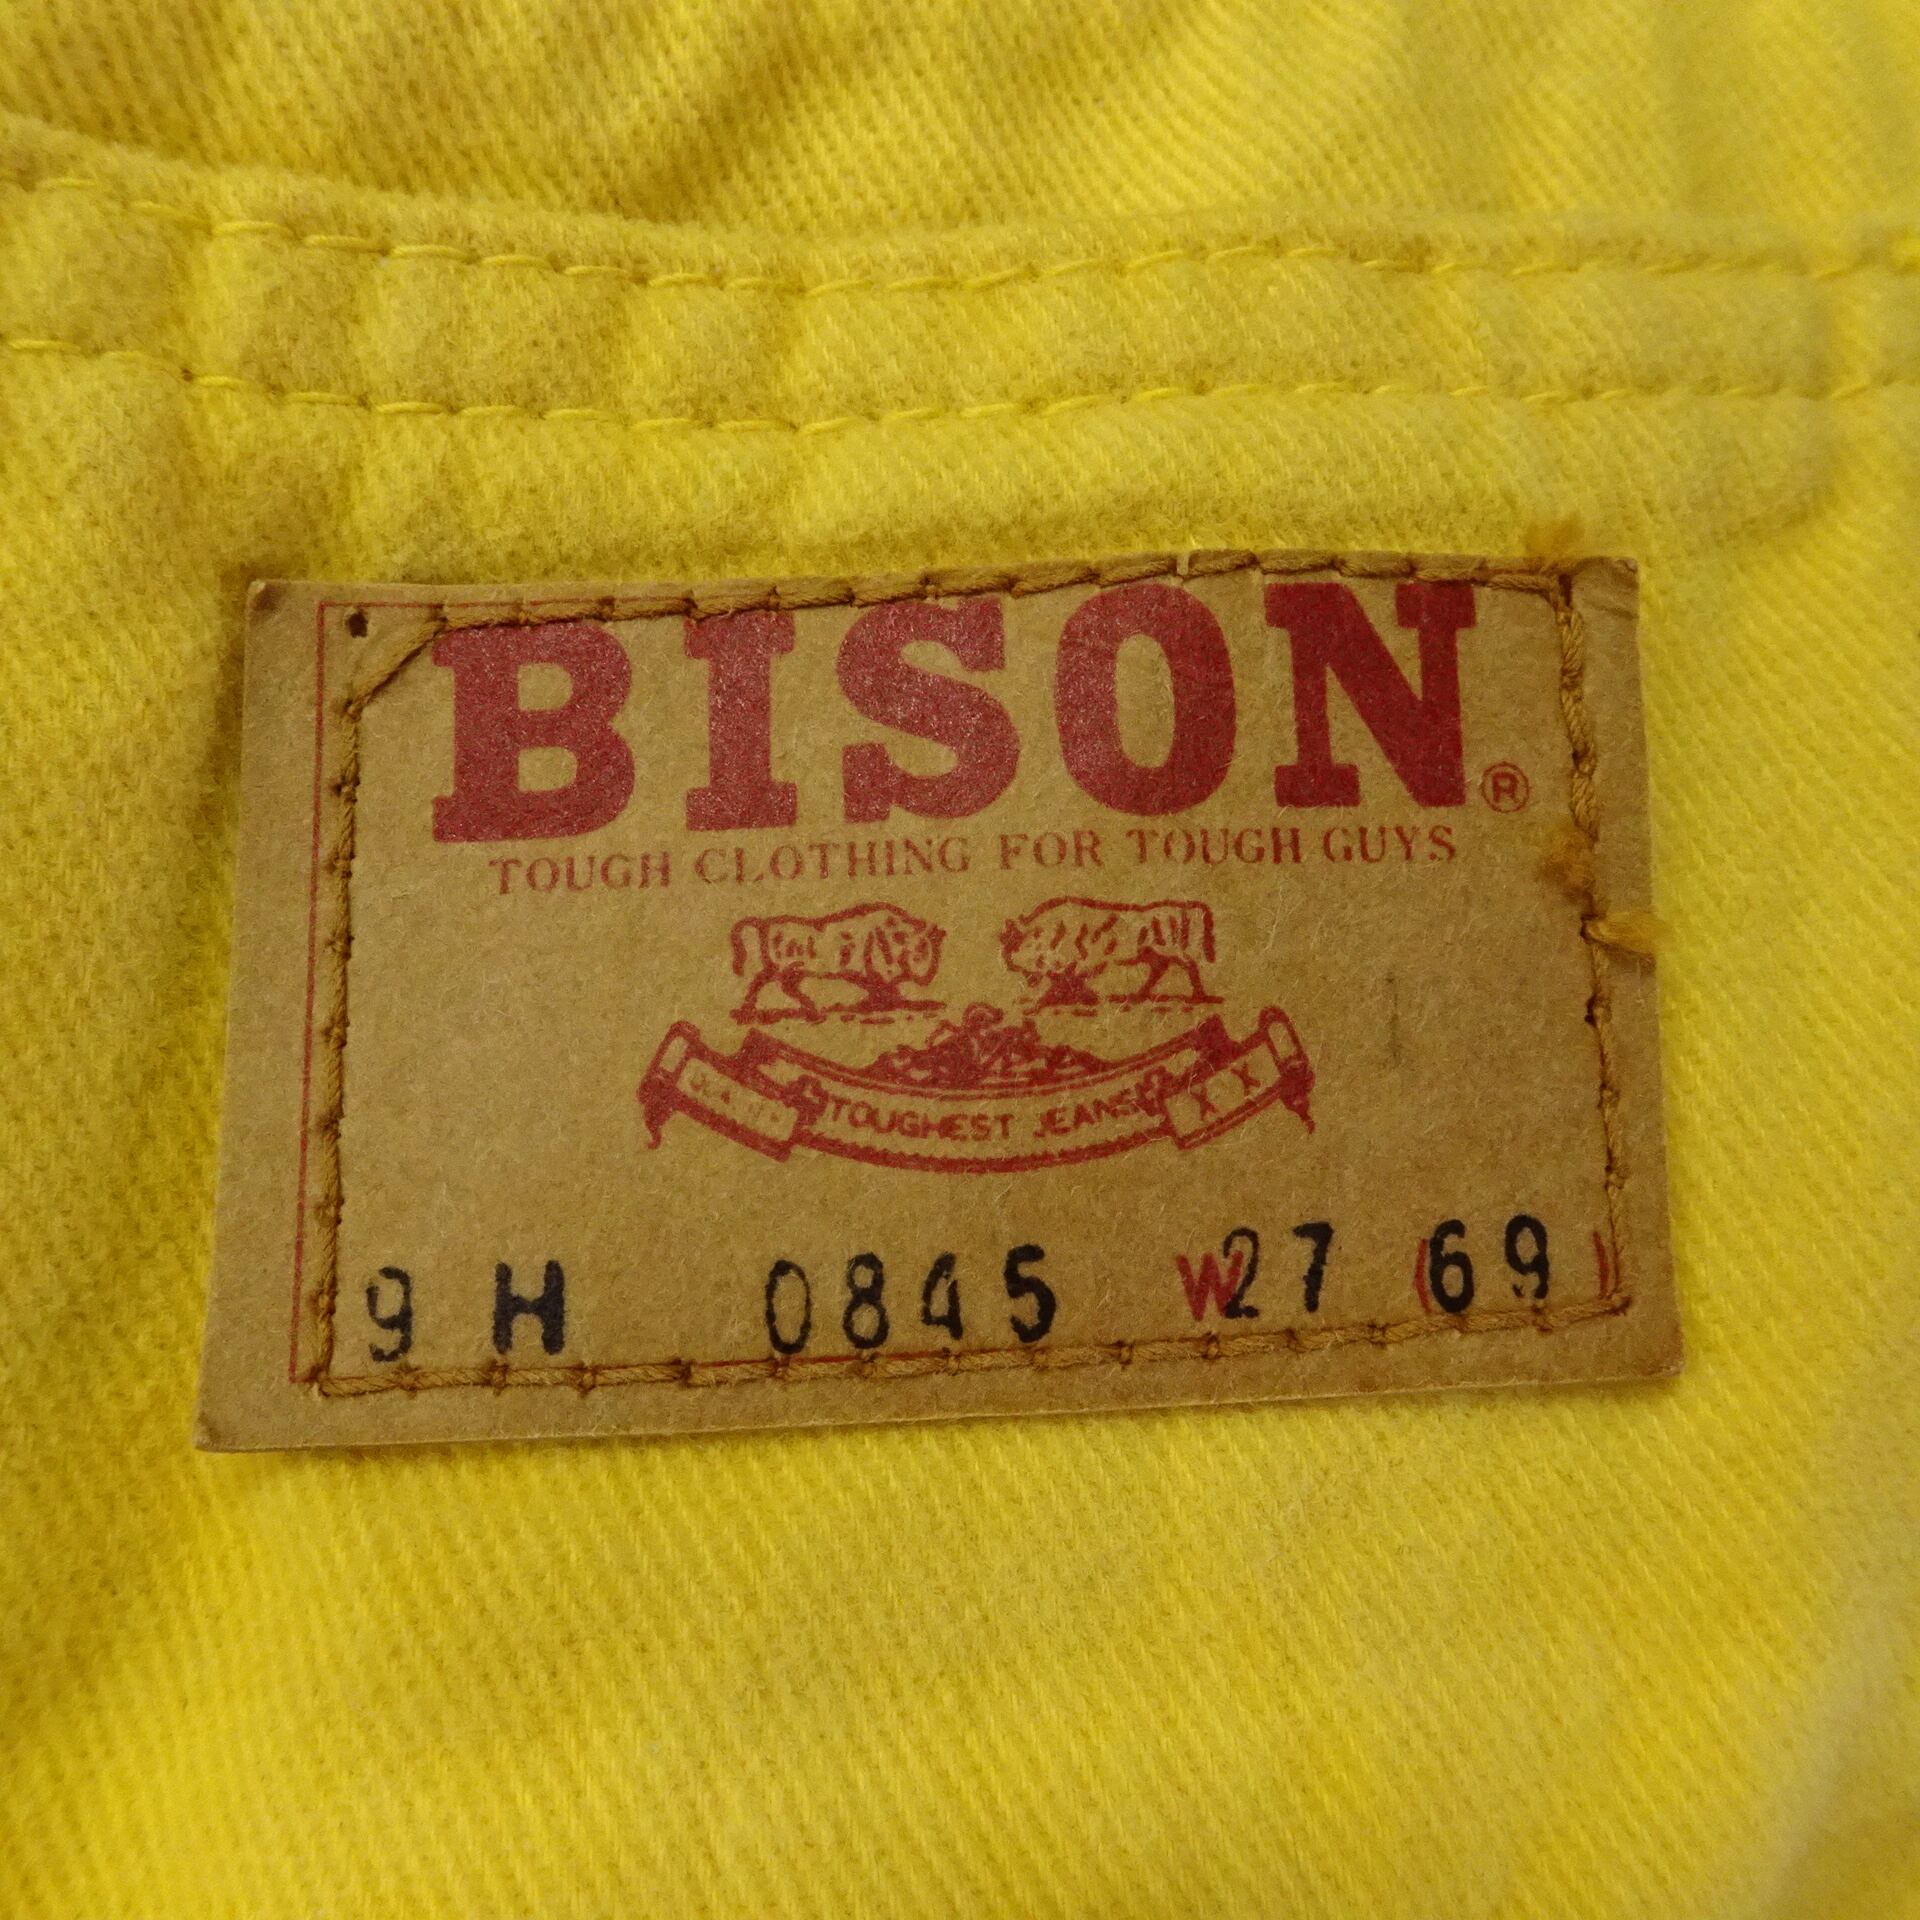 BISON®
TOUGH CLOTHING FOR TOUGH GUYS
TOUGHEST JEANS X X
9 H 0845 W27 (69)